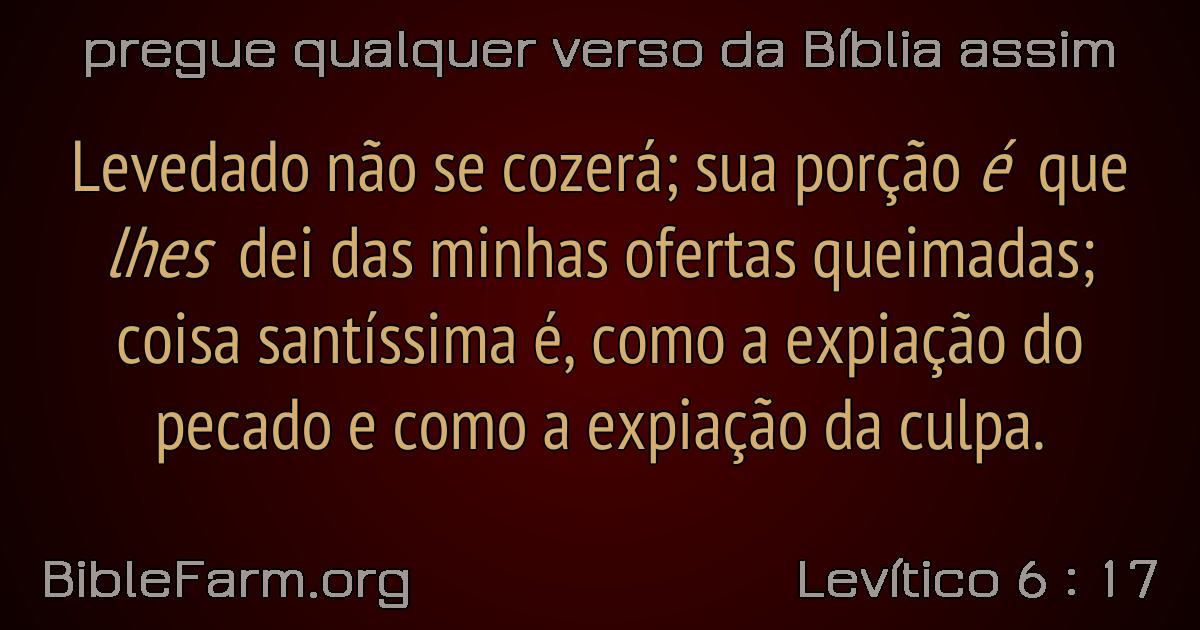 pregue qualquer verso da Bíblia assim
Levedado não se cozerá; sua porção é que
lhes dei das minhas ofertas queimadas;
coisa santíssima é, como a expiação do
pecado e como a expiação da culpa.
BibleFarm.org
Levítico 6 : 17